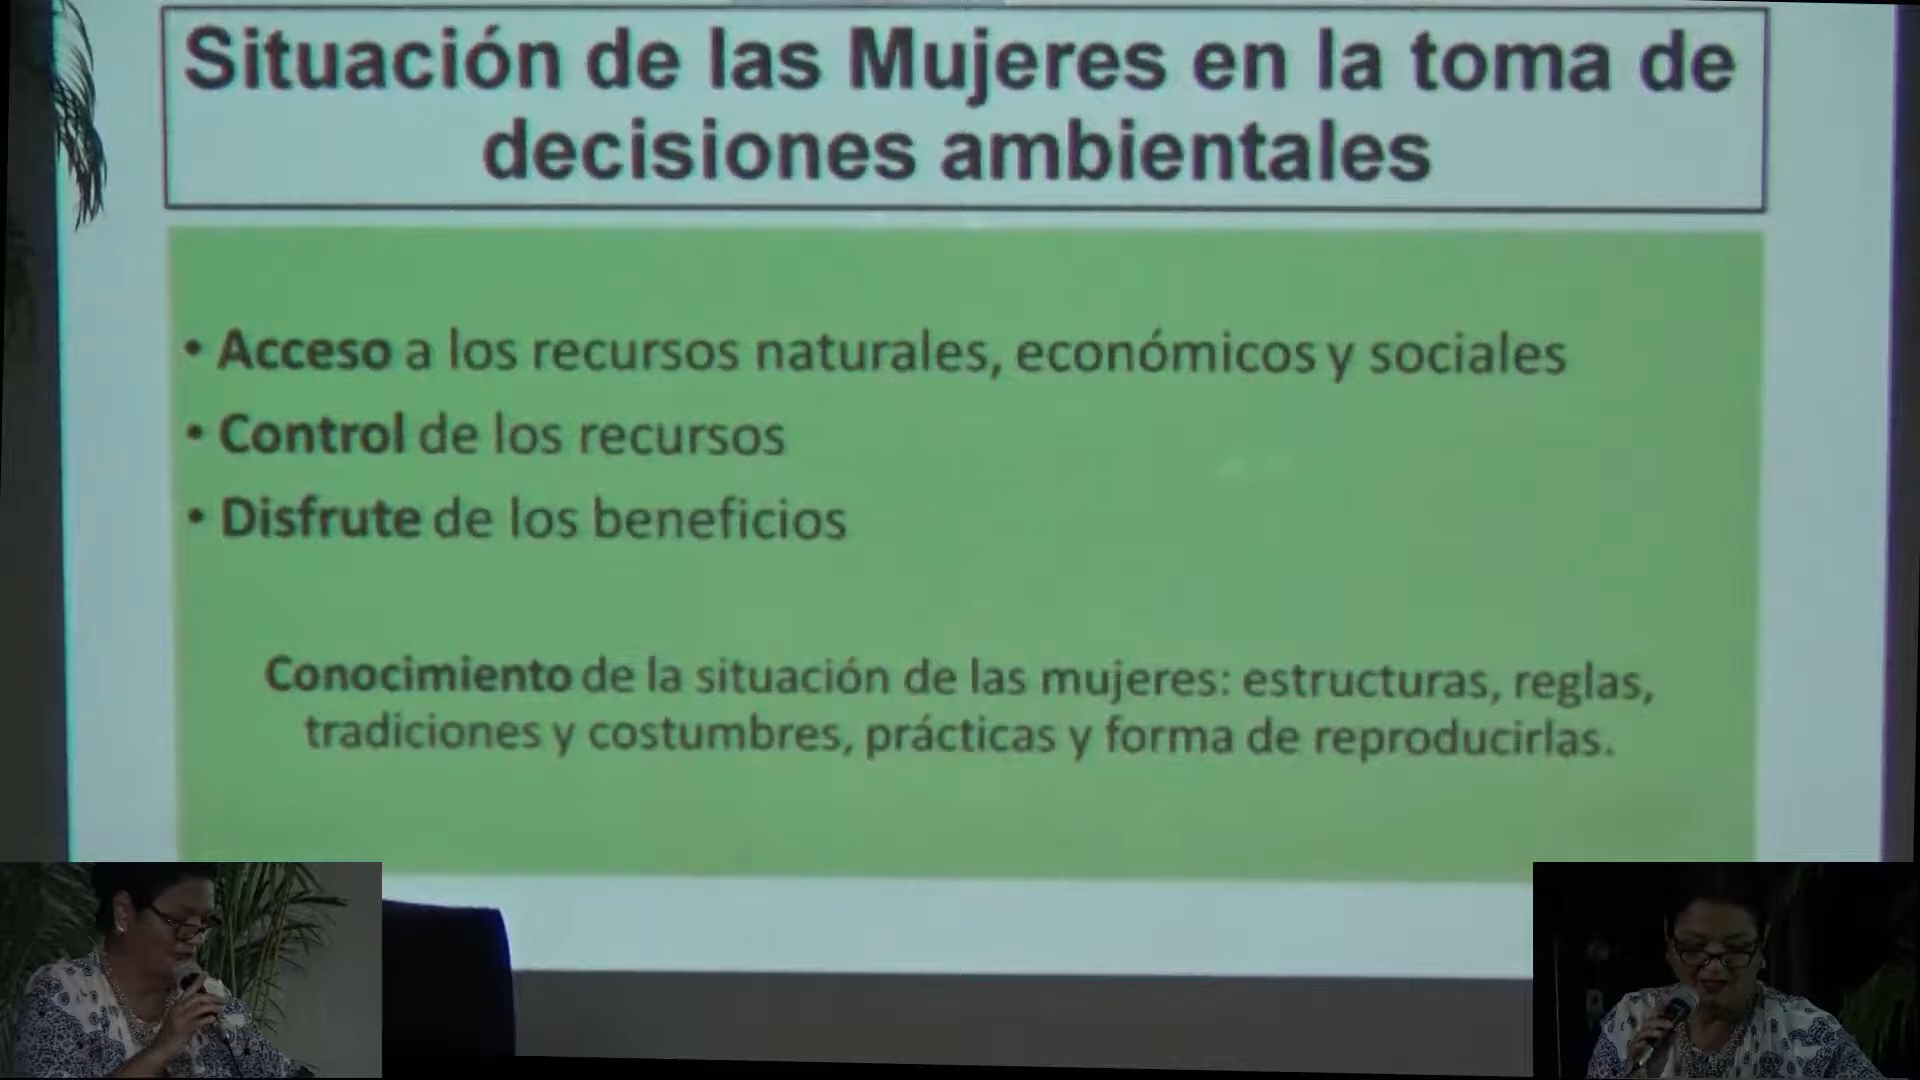 Situación de las Mujeres en la toma de
decisiones ambientales
• Acceso a los recursos naturales, económicos y sociales
• Control de los recursos
• Disfrute de los beneficios
Conocimiento de la situación de las mujeres: estructuras, reglas,
tradiciones y costumbres, prácticas y forma de reproducirlas.